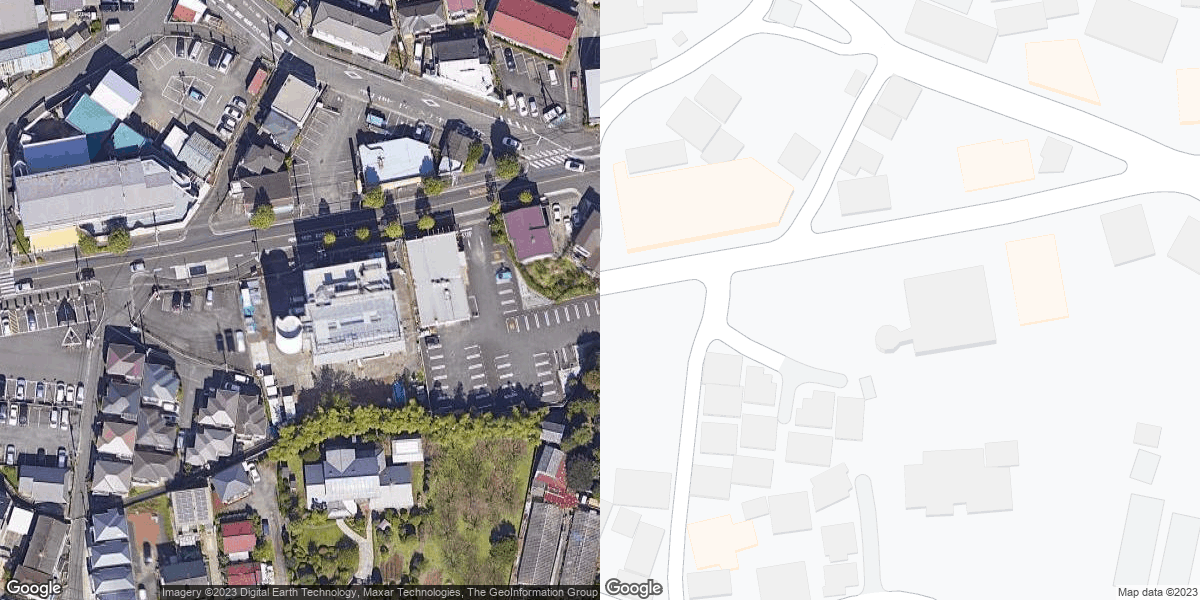 Google
Imagery ©2023 Digital Earth Technology, Maxar Technologies, The GeoInformation Group
Google
Map data ©2023